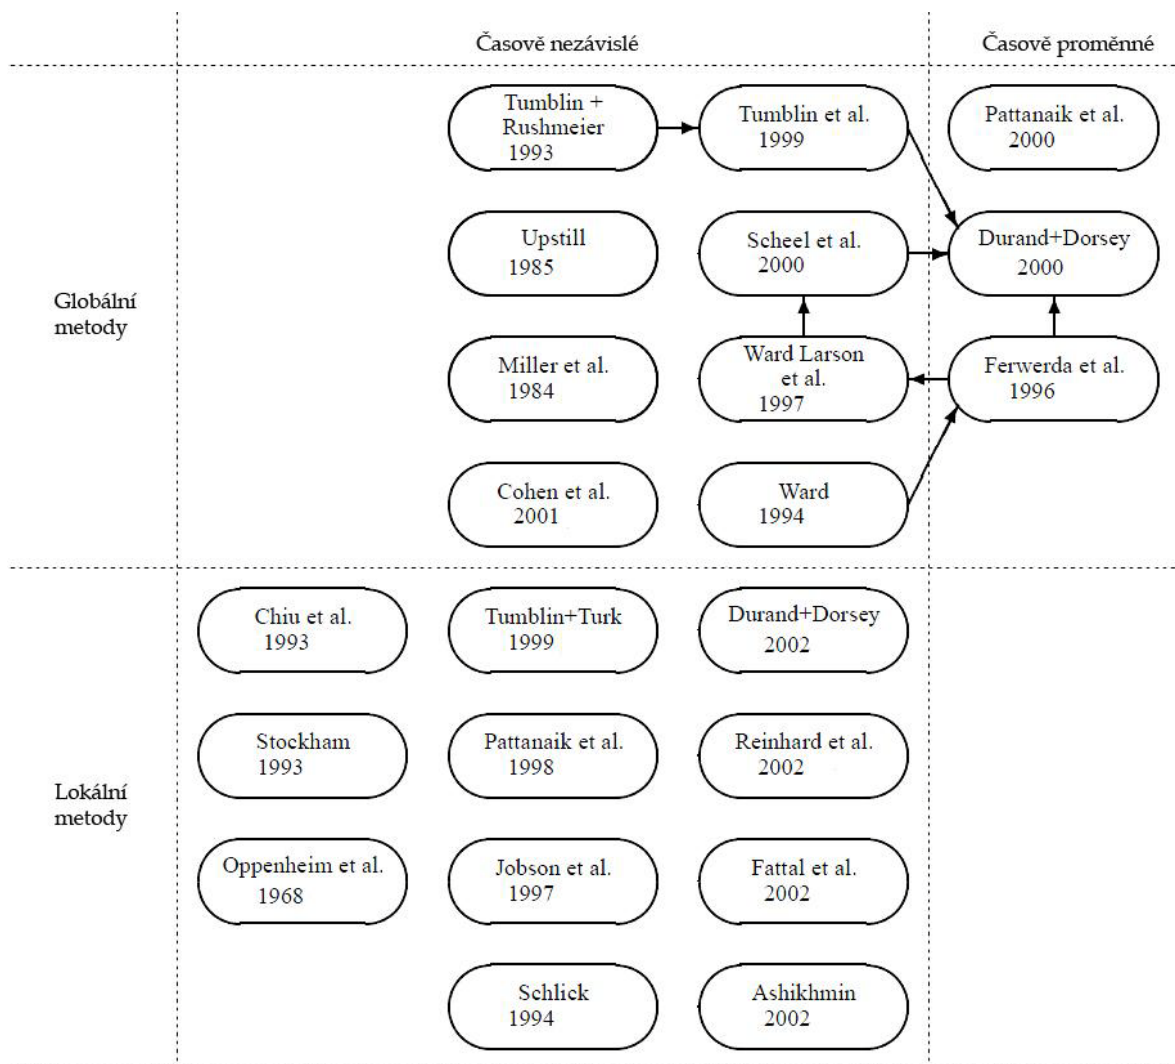 Časově nezávislé
Časově proměnné
Globální
metody
Tumblin +
Rushmeier
1993
Tumblin et al.
1999
Pattanaik et al.
2000
Upstill
1985
Scheel et al.
2000
Durand+Dorsey
2000
Miller et al.
1984
Ward Larson
et al.
1997
Ferwerda et al.
1996
Cohen et al.
2001
Ward
1994
Lokální
metody
Chiu et al.
1993
Tumblin+Turk
1999
Durand+Dorsey
2002
Stockham
1993
Pattanaik et al.
1998
Reinhard et al.
2002
Oppenheim et al.
1968
Jobson et al.
1997
Fattal et al.
2002
Schlick
1994
Ashikhmin
2002